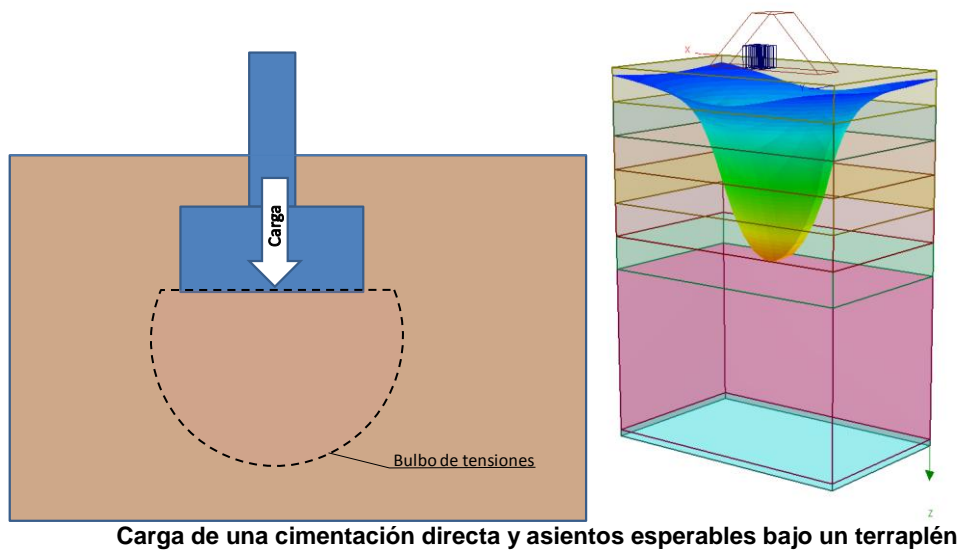 Carga
Bulbo de tensiones
X
Y
Z
Carga de una cimentación directa y asientos esperables bajo un terraplén